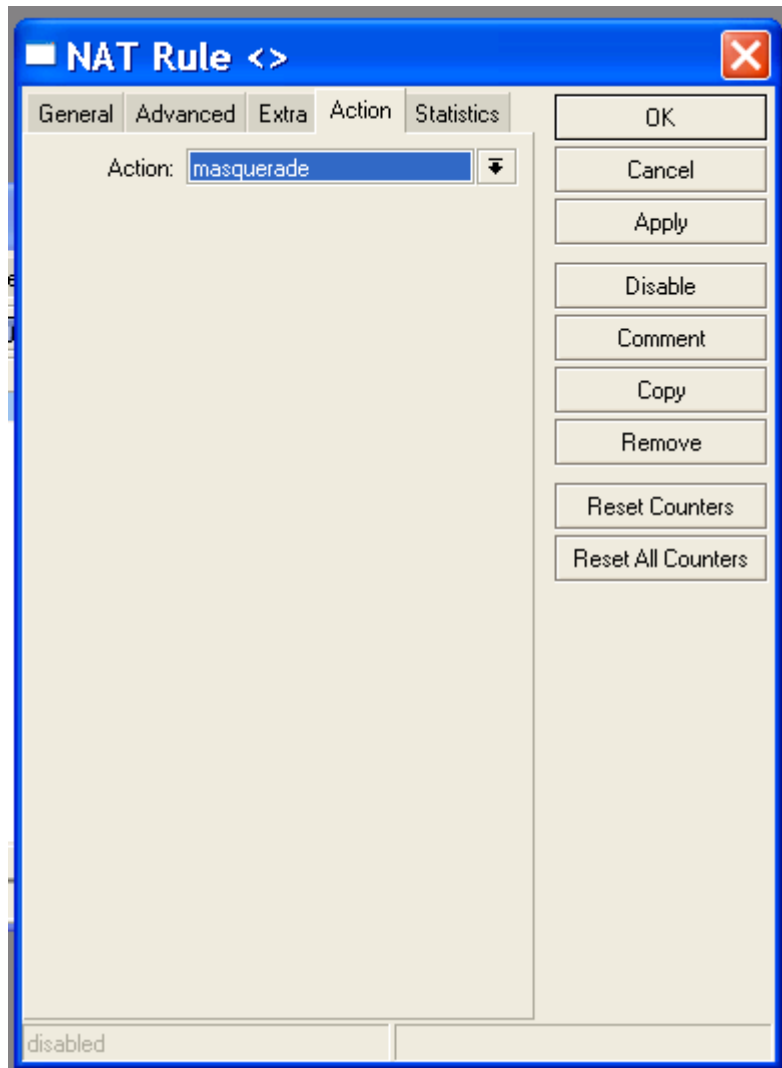 NAT Rule <>
General Advanced Extra Action Statistics
Action: masquerade
OK
Cancel
Apply
Disable
Comment
Copy
Remove
Reset Counters
Reset All Counters
disabled